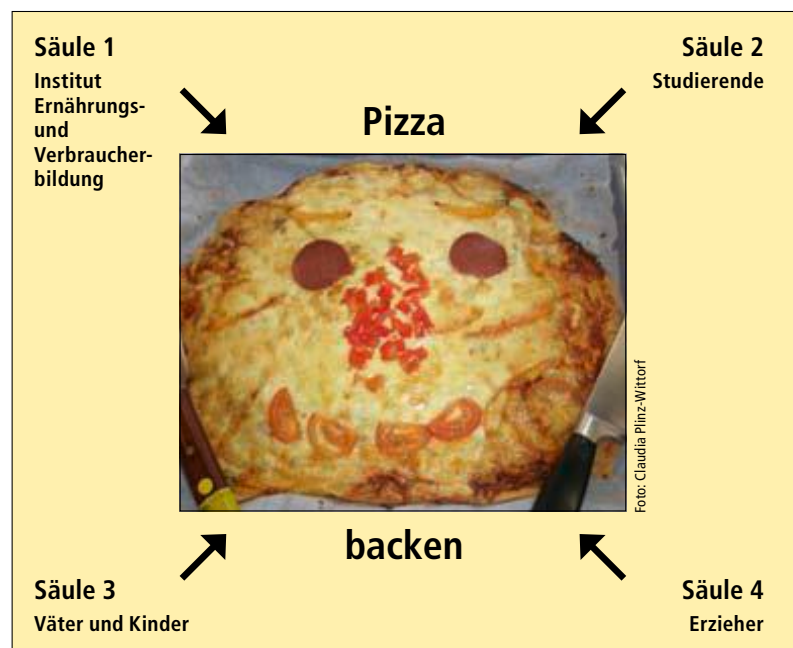 Säule 1
Institut
Ernährungs-
und
Verbraucher-
bildung
Säule 2
Studierende
Pizza
Foto: Claudia Plinz-Wittorf
backen
Säule 3
Väter und Kinder
Säule 4
Erzieher